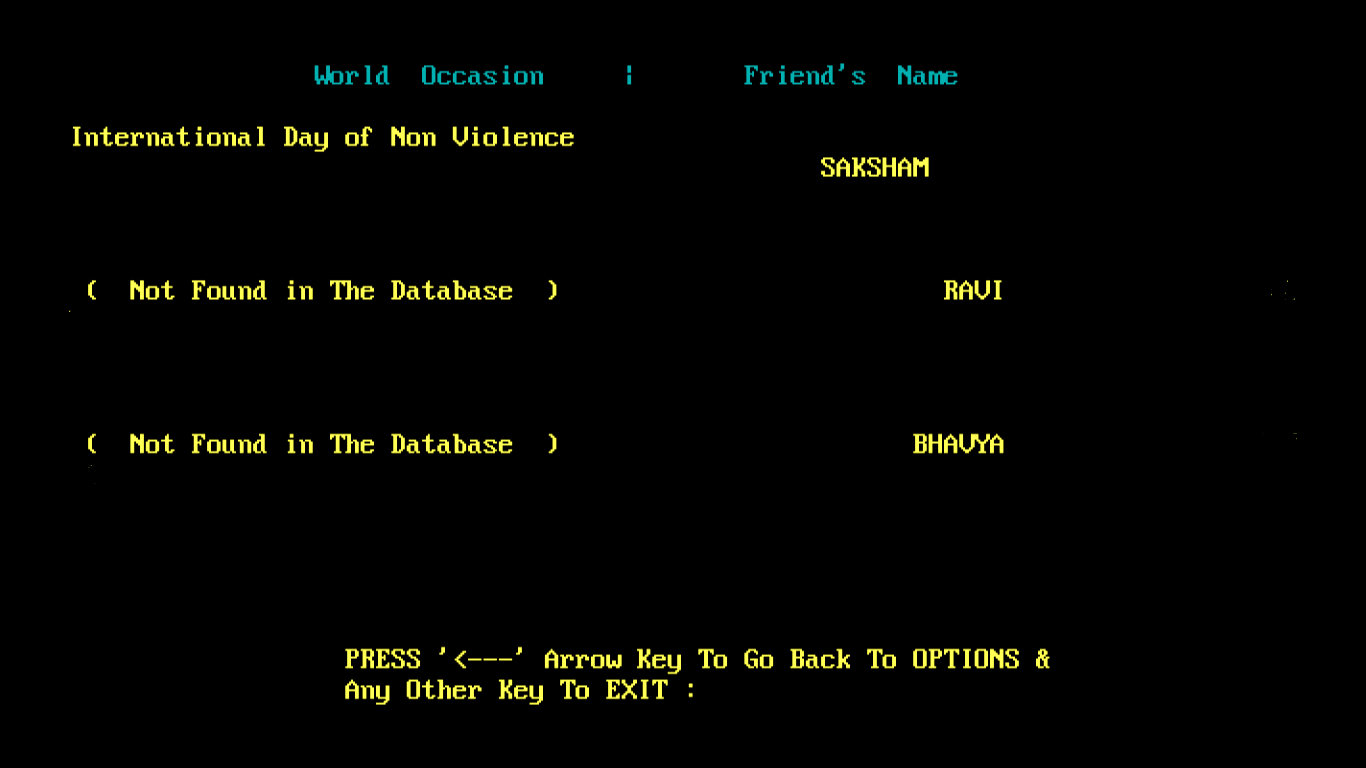 World Occasion ¦ Friend's Name
International Day of Non Violence
SAKSHAM
( Not Found in The Database ) RAVI
( Not Found in The Database ) BHAVYA
PRESS '<---' Arrow Key To Go Back To OPTIONS &
Any Other Key To EXIT :